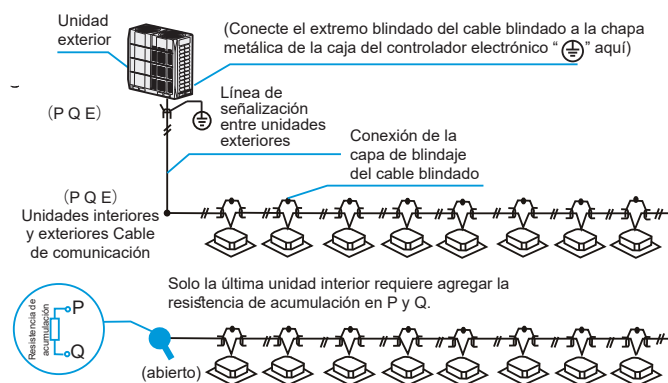 Unidad
exterior
(Conecte el extremo blindado del cable blindado a la chapa
metálica de la caja del controlador electrónico “ ” aquí)
(P Q E)
Línea de
señalización
entre unidades
exteriores
Conexión de la
capa de blindaje
del cable blindado
(P Q E)
Unidades interiores
y exteriores Cable
de comunicación
Solo la última unidad interior requiere agregar la
resistencia de acumulación en P y Q.
Resistencia de
acumulación
P
Q
(abierto)